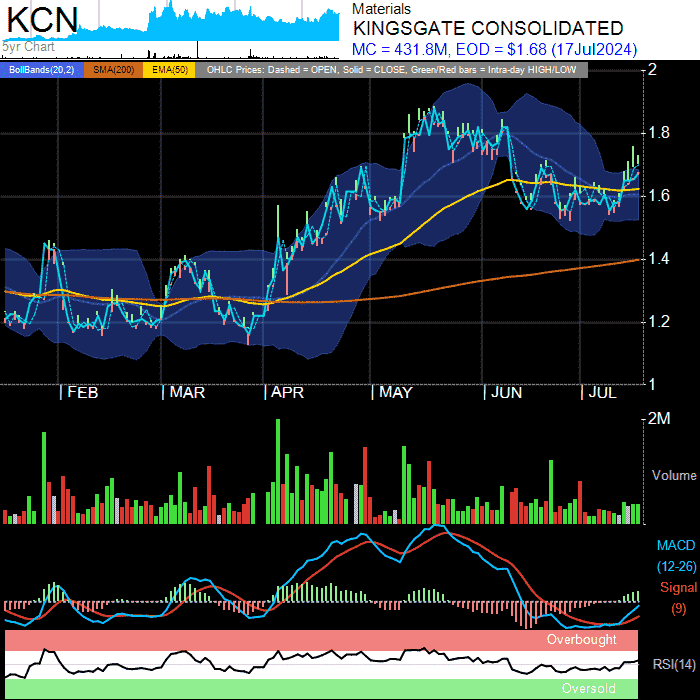 KCN
5yr Chart
Materials
KINGSGATE CONSOLIDATED
MC = 431.8M, EOD = $1.68 (17Jul2024)
BollBands(20,2) SMA(200) EMA(50) OHLC Prices: Dashed = OPEN, Solid = CLOSE, Green/Red bars = Intra-day HIGH/LOW
2
1.8
1.6
1.4
1.2
1
FEB MAR APR MAY JUN JUL
2M
Volume
MACD
(12-26)
Signal
(9)
Overbought
RSI(14)
Oversold